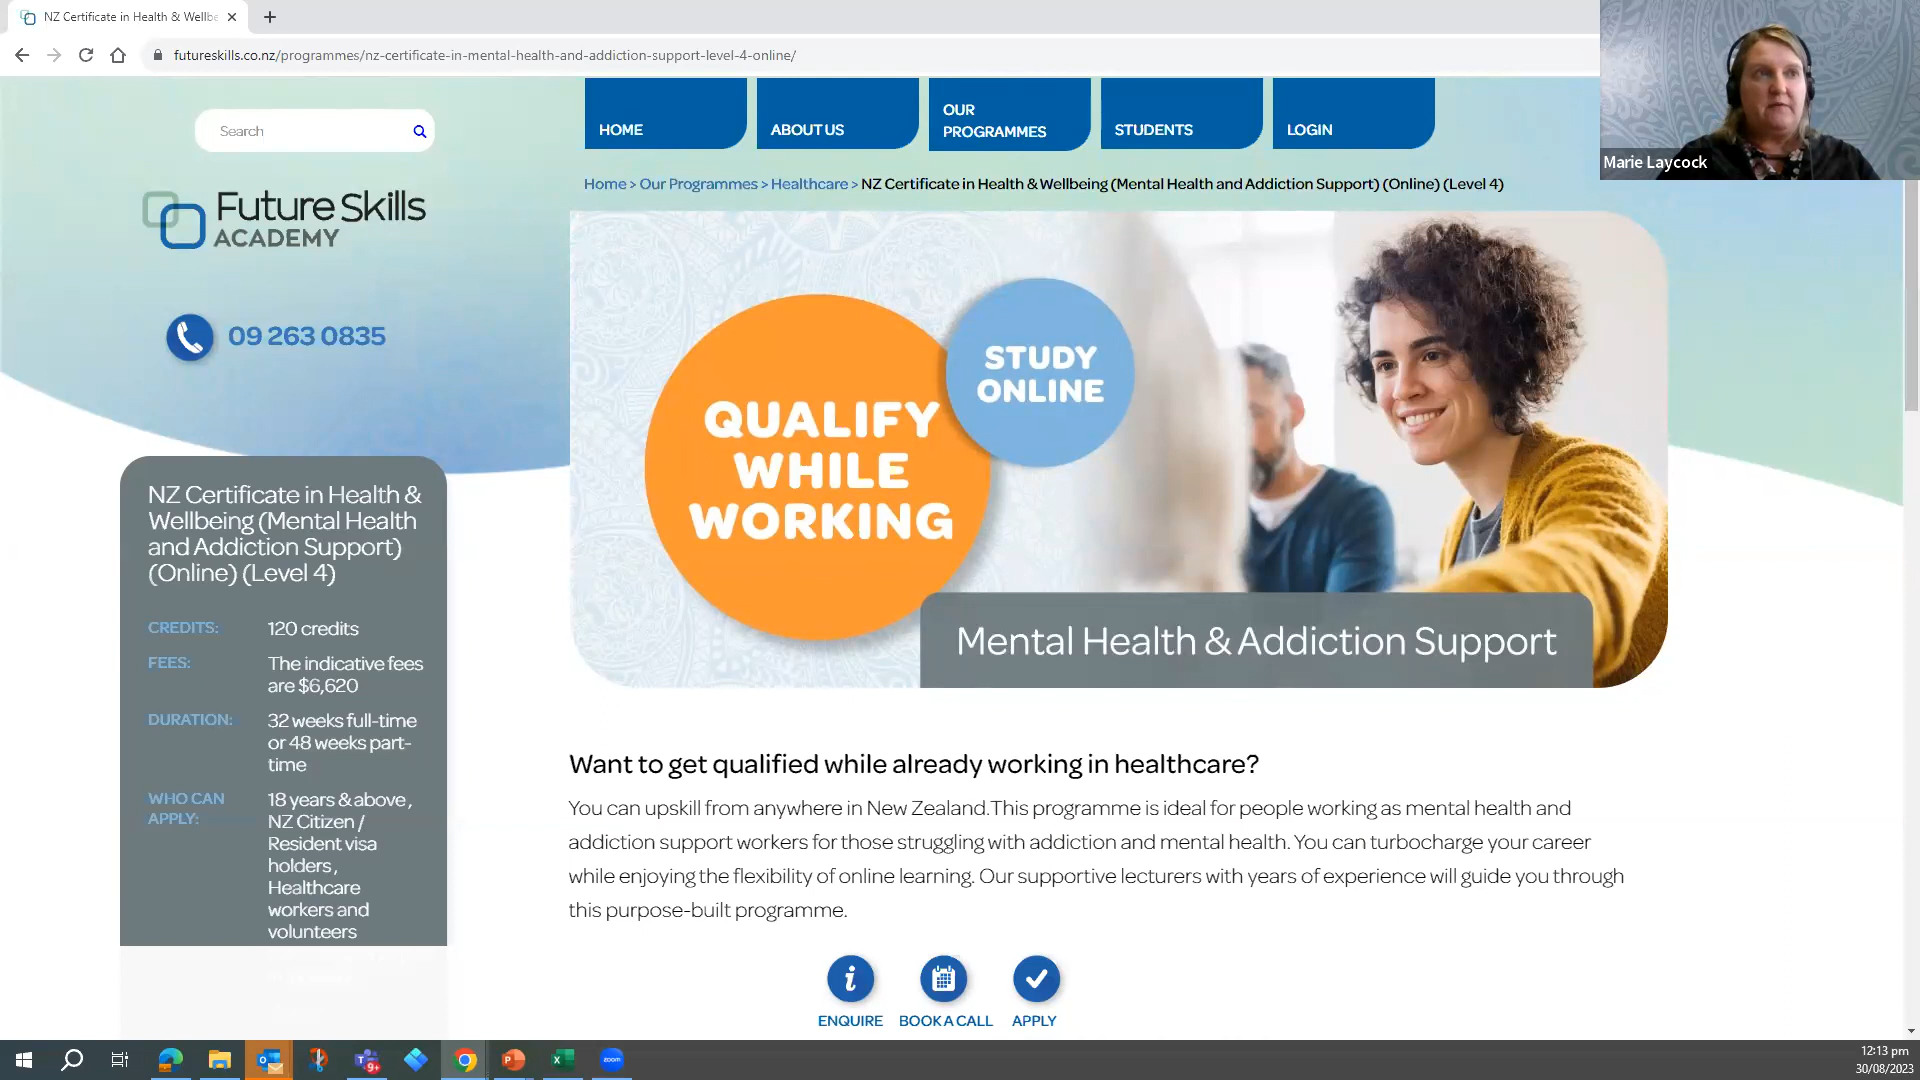 NZ Certificate in Health & Wellbe
futureskills.co.nz/programmes/nz-certificate-in-mental-health-and-addiction-support-level-4-online/
Marie Laycock
Search
HOME
ABOUT US
OUR
PROGRAMMES
STUDENTS
LOGIN
Home > Our Programmes > Healthcare > NZ Certificate in Health & Wellbeing (Mental Health and Addiction Support) (Online) (Level 4)
Future Skills
ACADEMY
09 263 0835
QUALIFY
WHILE
WORKING
STUDY
ONLINE
Mental Health & Addiction Support
NZ Certificate in Health &
Wellbeing (Mental Health
and Addiction Support)
(Online) (Level 4)
CREDITS: 120 credits
FEES: The indicative fees
are $6,620
DURATION: 32 weeks full-time
or 48 weeks part-
time
WHO CAN
APPLY:
18 years & above ,
NZ Citizen /
Resident visa
holders ,
Healthcare
workers and
volunteers
Want to get qualified while already working in healthcare?
You can upskill from anywhere in New Zealand.This programme is ideal for people working as mental health and
addiction support workers for those struggling with addiction and mental health. You can turbocharge your career
while enjoying the flexibility of online learning. Our supportive lecturers with years of experience will guide you through
this purpose-built programme.
ENQUIRE
BOOK A CALL
APPLY
9+
zoom
12:13 pm
30/08/2023